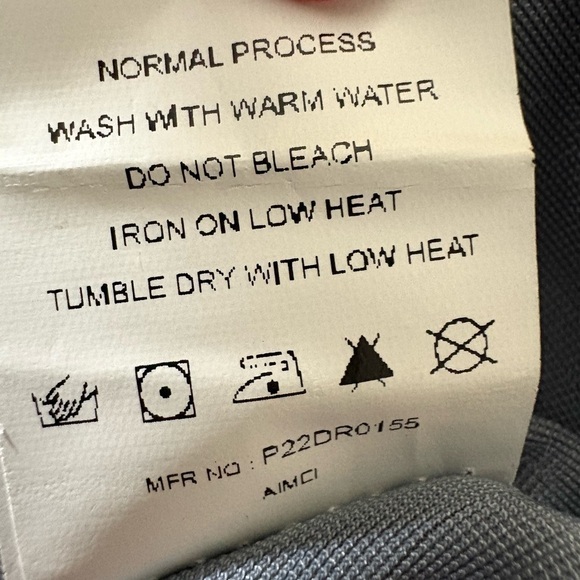 NORMAL PROCESS
WASH WITH WARM WATER
DO NOT BLEACH
IRON ON LOW HEAT
TUMBLE DRY WITH LOW HEAT
MFR NO : P22DR0155
AIMCI